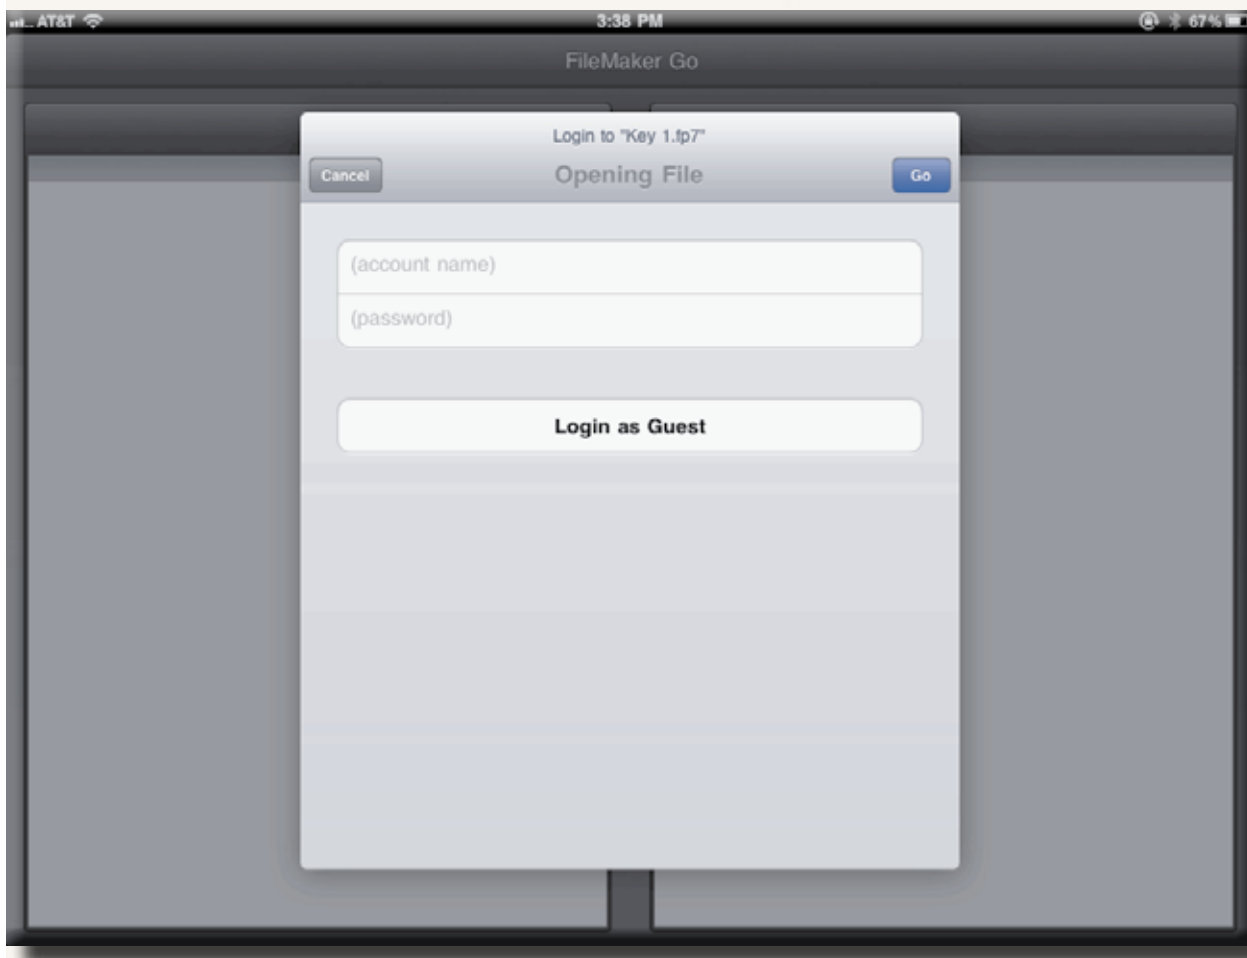 AT&T 3:38 PM 67%
FileMaker Go
Login to "Key 1.fp7"
Cancel Opening File Go
(account name)
(password)
Login as Guest